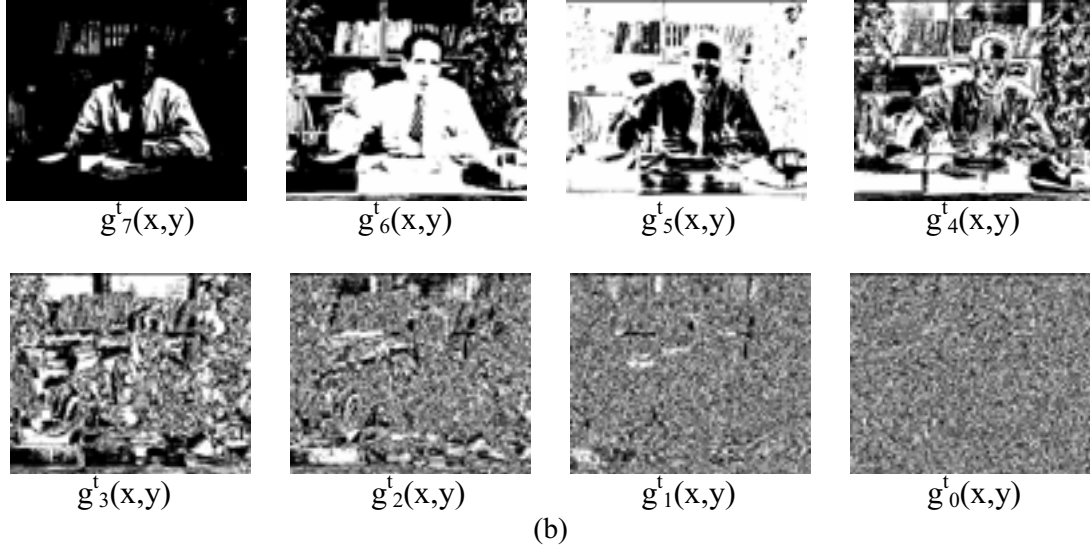 g^t_7(x,y) g^t_6(x,y) g^t_5(x,y) g^t_4(x,y)
g^t_3(x,y) g^t_2(x,y) g^t_1(x,y) g^t_0(x,y)
(b)